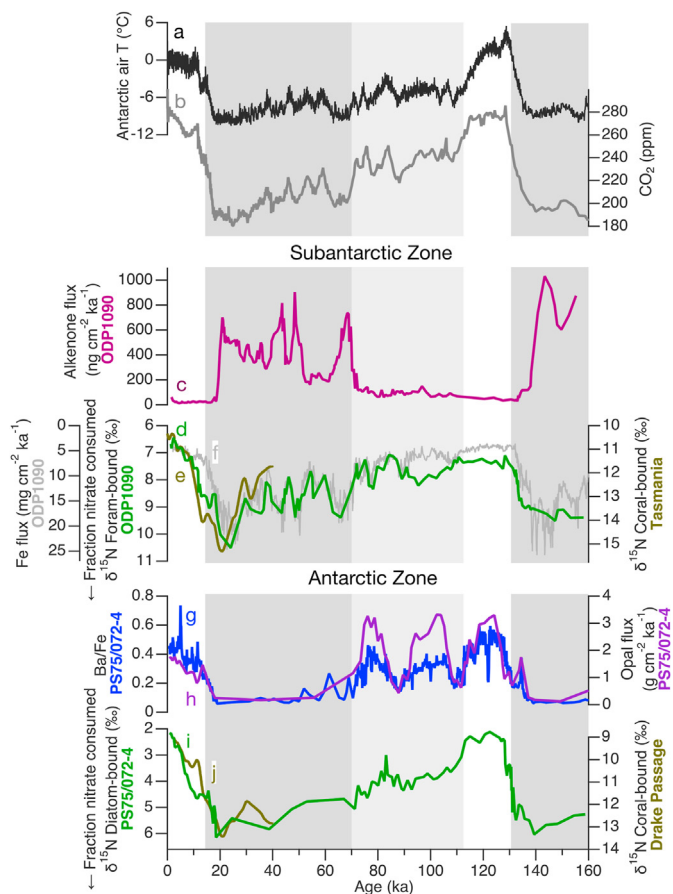 a
Antarctic air T (°C)
6
0
-6
-12
b
280
260
240
220
200
180
CO₂ (ppm)
Subantarctic Zone
Alkenone flux
(ng cm⁻² ka⁻¹)
ODP1090
1000
800
600
400
200
0
c
Fe flux (mg cm⁻² ka⁻¹)
ODP1090
0
5
10
15
20
25
← Fraction nitrate consumed
δ¹⁵N Foram-bound (‰)
ODP1090
6
7
8
9
10
11
d
e
f
10
11
12
13
14
15
δ¹⁵N Coral-bound (‰)
Tasmania
Antarctic Zone
Ba/Fe
PS75/072-4
0.8
0.6
0.4
0.2
0
g
h
4
3
2
1
0
Opal flux
(g cm⁻² ka⁻¹)
PS75/072-4
← Fraction nitrate consumed
δ¹⁵N Diatom-bound (‰)
PS75/072-4
2
3
4
5
6
i
j
9
10
11
12
13
14
δ¹⁵N Coral-bound (‰)
Drake Passage
0 20 40 60 80 100 120 140 160
Age (ka)